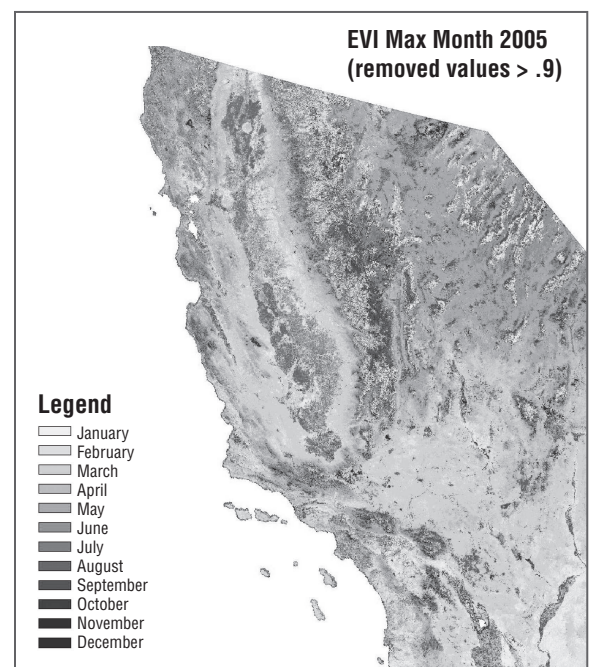 EVI Max Month 2005
(removed values > .9)
Legend
January
February
March
April
May
June
July
August
September
October
November
December